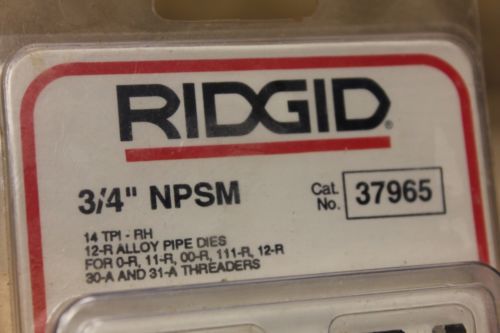 RIDGID®
3/4" NPSM
Cat. No. 37965
14 TPI - RH
12-R ALLOY PIPE DIES
FOR 0-R, 11-R, 00-R, 111-R, 12-R
30-A AND 31-A THREADERS